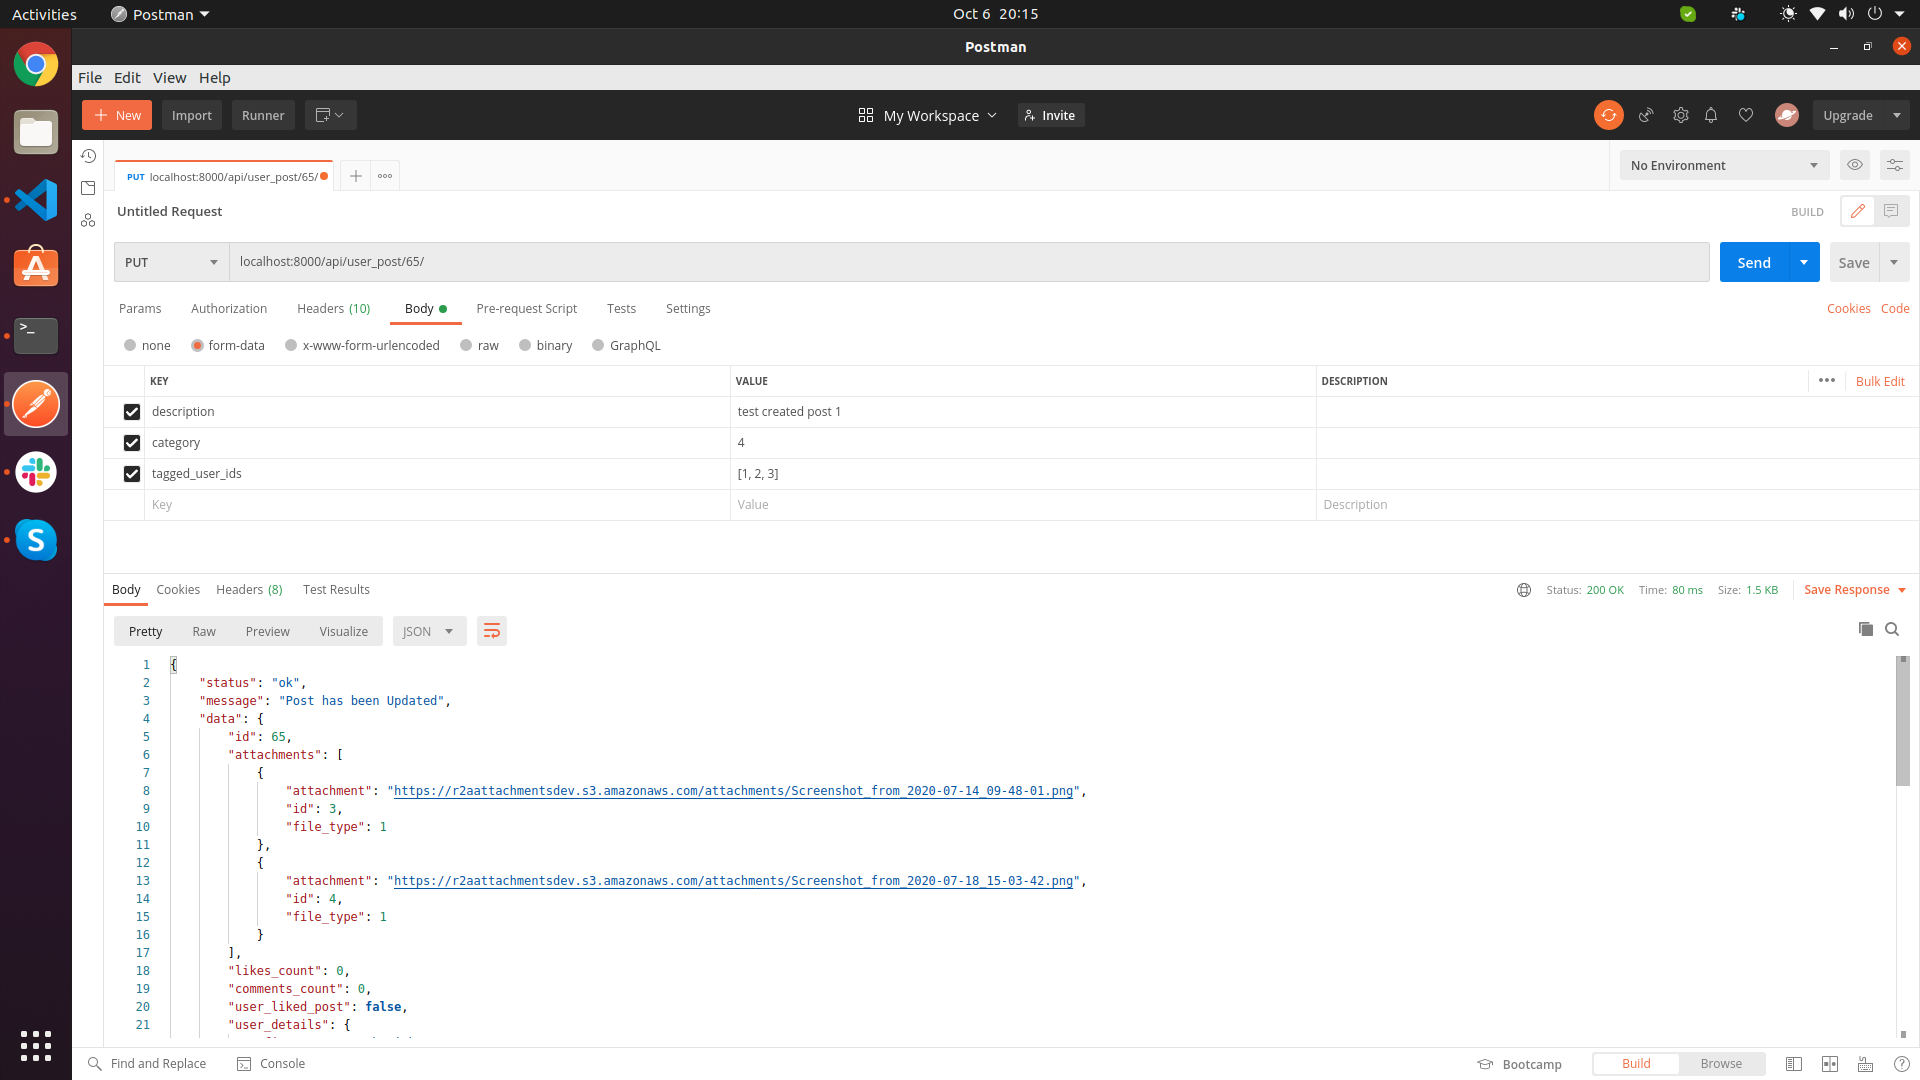 Activities
Postman
Oct 6 20:15
Postman
File Edit View Help
New
Import
Runner
My Workspace
Invite
Upgrade
PUT localhost:8000/api/user_post/65/
No Environment
Untitled Request
BUILD
PUT
localhost:8000/api/user_post/65/
Send
Save
Params
Authorization
Headers (10)
Body
Pre-request Script
Tests
Settings
Cookies Code
none
form-data
x-www-form-urlencoded
raw
binary
GraphQL
KEY VALUE DESCRIPTION
Bulk Edit
description test created post 1
category 4
tagged_user_ids [1, 2, 3]
Key Value Description
Body Cookies Headers (8) Test Results
Status: 200 OK Time: 80 ms Size: 1.5 KB
Save Response
Pretty Raw Preview Visualize
JSON
1 {
2 "status": "ok",
3 "message": "Post has been Updated",
4 "data": {
5 "id": 65,
6 "attachments": [
7 {
8 "attachment": "https://r2aattachmentsdev.s3.amazonaws.com/attachments/Screenshot_from_2020-07-14_09-48-01.png",
9 "id": 3,
10 "file_type": 1
11 },
12 {
13 "attachment": "https://r2aattachmentsdev.s3.amazonaws.com/attachments/Screenshot_from_2020-07-18_15-03-42.png",
14 "id": 4,
15 "file_type": 1
16 }
17 ],
18 "likes_count": 0,
19 "comments_count": 0,
20 "user_liked_post": false,
21 "user_details": {
Find and Replace
Console
Bootcamp
Build
Browse